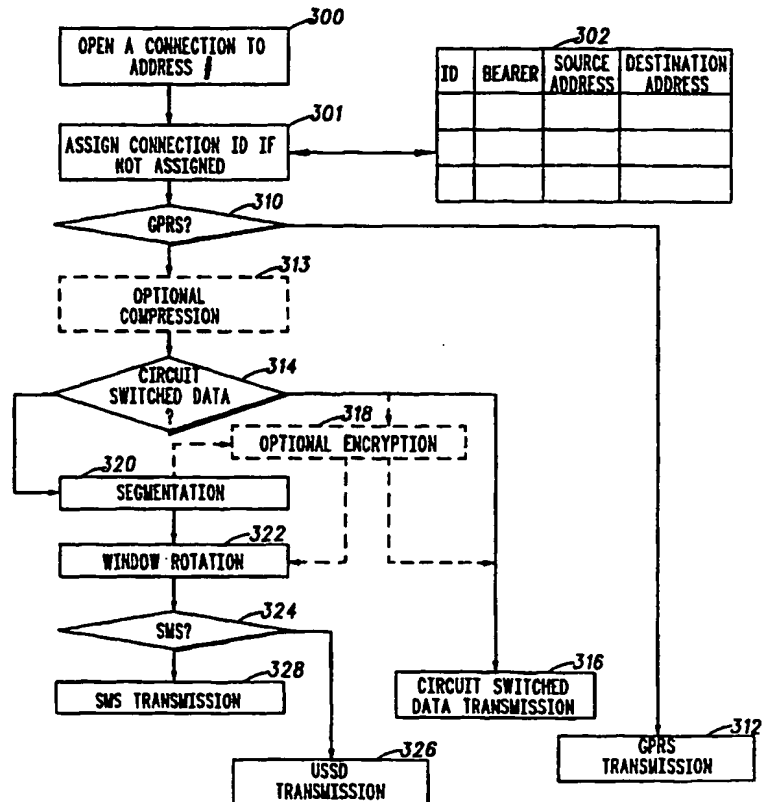 300
OPEN A CONNECTION TO
ADDRESS #
301
ASSIGN CONNECTION ID IF
NOT ASSIGNED
302
ID BEARER SOURCE ADDRESS DESTINATION ADDRESS
310
GPRS?
313
OPTIONAL
COMPRESSION
314
CIRCUIT
SWITCHED DATA
?
318
OPTIONAL ENCRYPTION
320
SEGMENTATION
322
WINDOW ROTATION
324
SMS?
328
SMS TRANSMISSION
316
CIRCUIT SWITCHED
DATA TRANSMISSION
312
GPRS
TRANSMISSION
326
USSD
TRANSMISSION